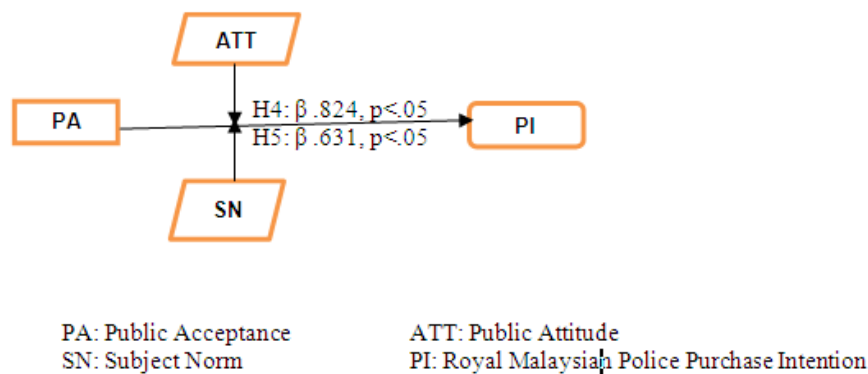 ATT
H4: β .824, p<.05
PA
PI
H5: β .631, p<.05
SN
PA: Public Acceptance
ATT: Public Attitude
SN: Subject Norm
PI: Royal Malaysian Police Purchase Intention